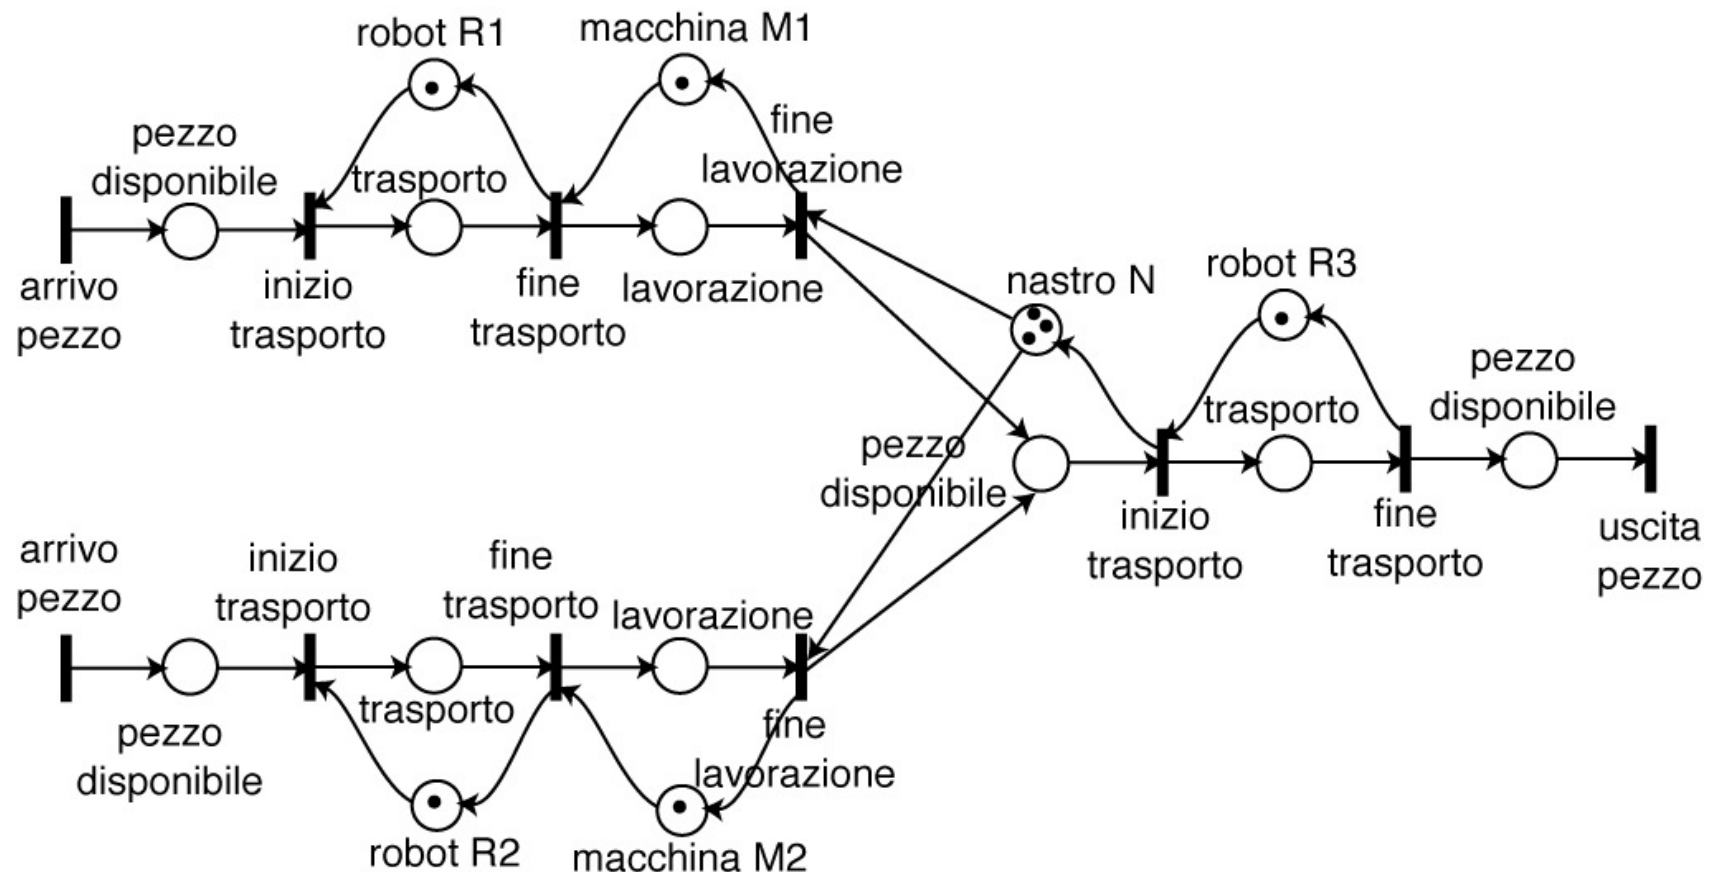 robot R1
macchina M1
fine
lavorazione
pezzo
disponibile
trasporto
arrivo
pezzo
inizio
trasporto
fine
trasporto
lavorazione
nastro N
robot R3
pezzo
disponibile
trasporto
pezzo
disponibile
inizio
trasporto
fine
trasporto
uscita
pezzo
arrivo
pezzo
inizio
trasporto
fine
trasporto
lavorazione
pezzo
disponibile
trasporto
fine
lavorazione
robot R2
macchina M2